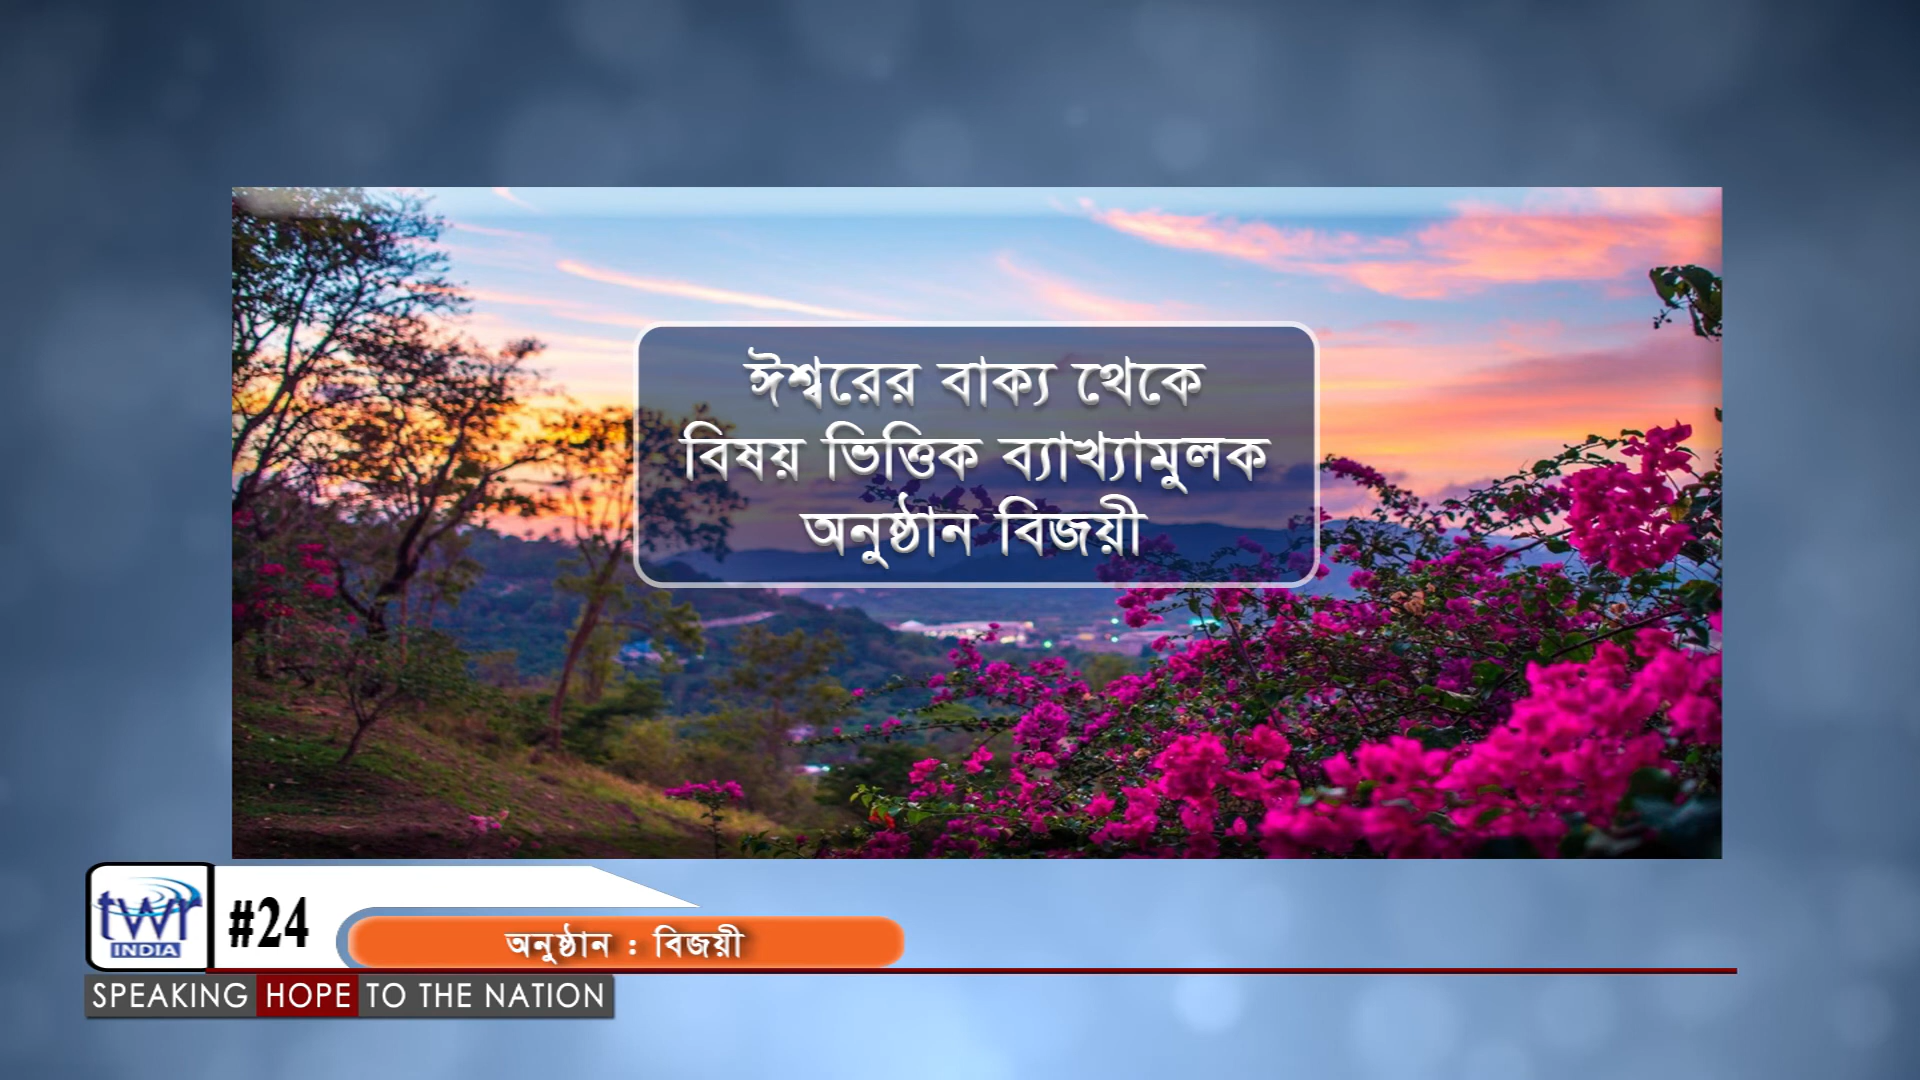 ঈশ্বরের বাক্য থেকে
বিষয় ভিত্তিক ব্যাখ্যামুলক
অনুষ্ঠান বিজয়ী
twr
INDIA
#24
অনুষ্ঠান : বিজয়ী
SPEAKING HOPE TO THE NATION